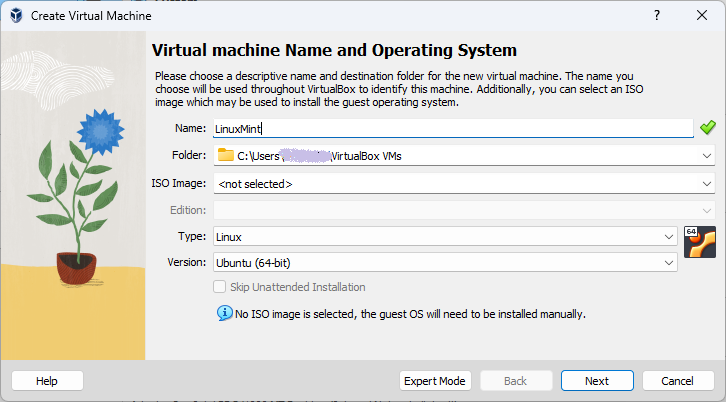 Create Virtual Machine
Virtual machine Name and Operating System
Please choose a descriptive name and destination folder for the new virtual machine. The name you
choose will be used throughout VirtualBox to identify this machine. Additionally, you can select an ISO
image which may be used to install the guest operating system.
Name: LinuxMint
Folder: C:\Users\ \VirtualBox VMs
ISO Image: <not selected>
Edition:
Type: Linux
64
Version: Ubuntu (64-bit)
Skip Unattended Installation
No ISO image is selected, the guest OS will need to be installed manually.
Help Expert Mode Back Next Cancel